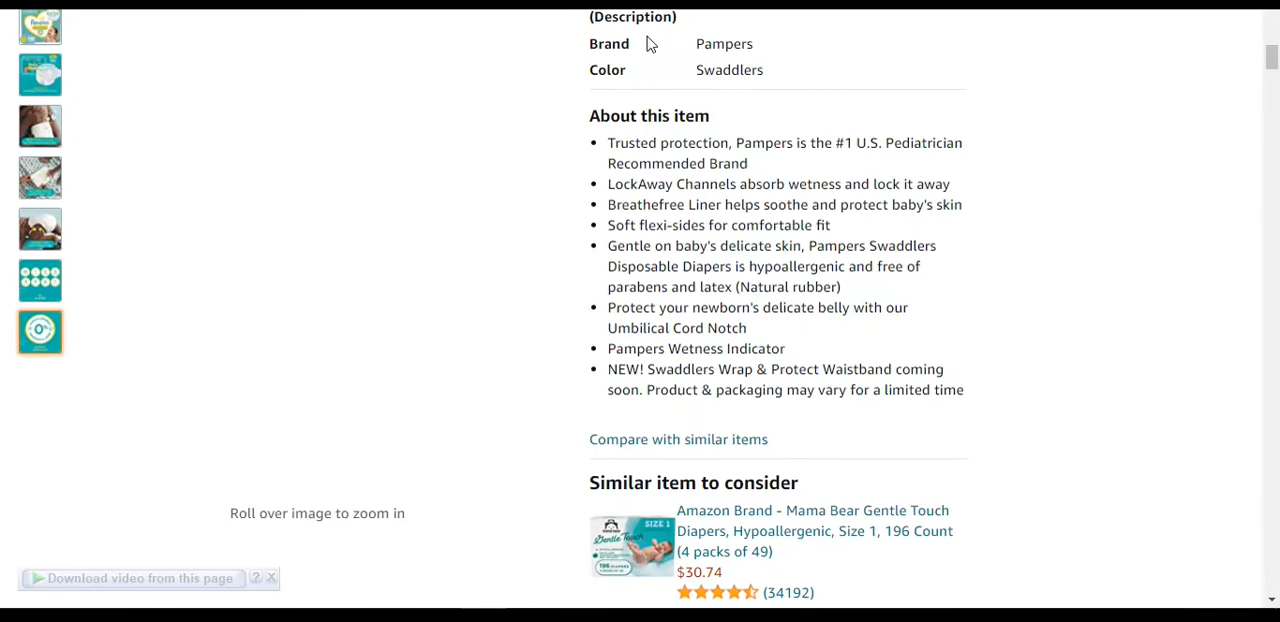 (Description)
Brand Pampers
Color Swaddlers
About this item
Trusted protection, Pampers is the #1 U.S. Pediatrician
Recommended Brand
LockAway Channels absorb wetness and lock it away
Breathefree Liner helps soothe and protect baby's skin
Soft flexi-sides for comfortable fit
Gentle on baby's delicate skin, Pampers Swaddlers
Disposable Diapers is hypoallergenic and free of
parabens and latex (Natural rubber)
Protect your newborn's delicate belly with our
Umbilical Cord Notch
Pampers Wetness Indicator
NEW! Swaddlers Wrap & Protect Waistband coming
soon. Product & packaging may vary for a limited time
Compare with similar items
Similar item to consider
Amazon Brand - Mama Bear Gentle Touch
Diapers, Hypoallergenic, Size 1, 196 Count
(4 packs of 49)
$30.74
(34192)
SIZE 1
Gentle Touch
196
Roll over image to zoom in
Download video from this page ? X